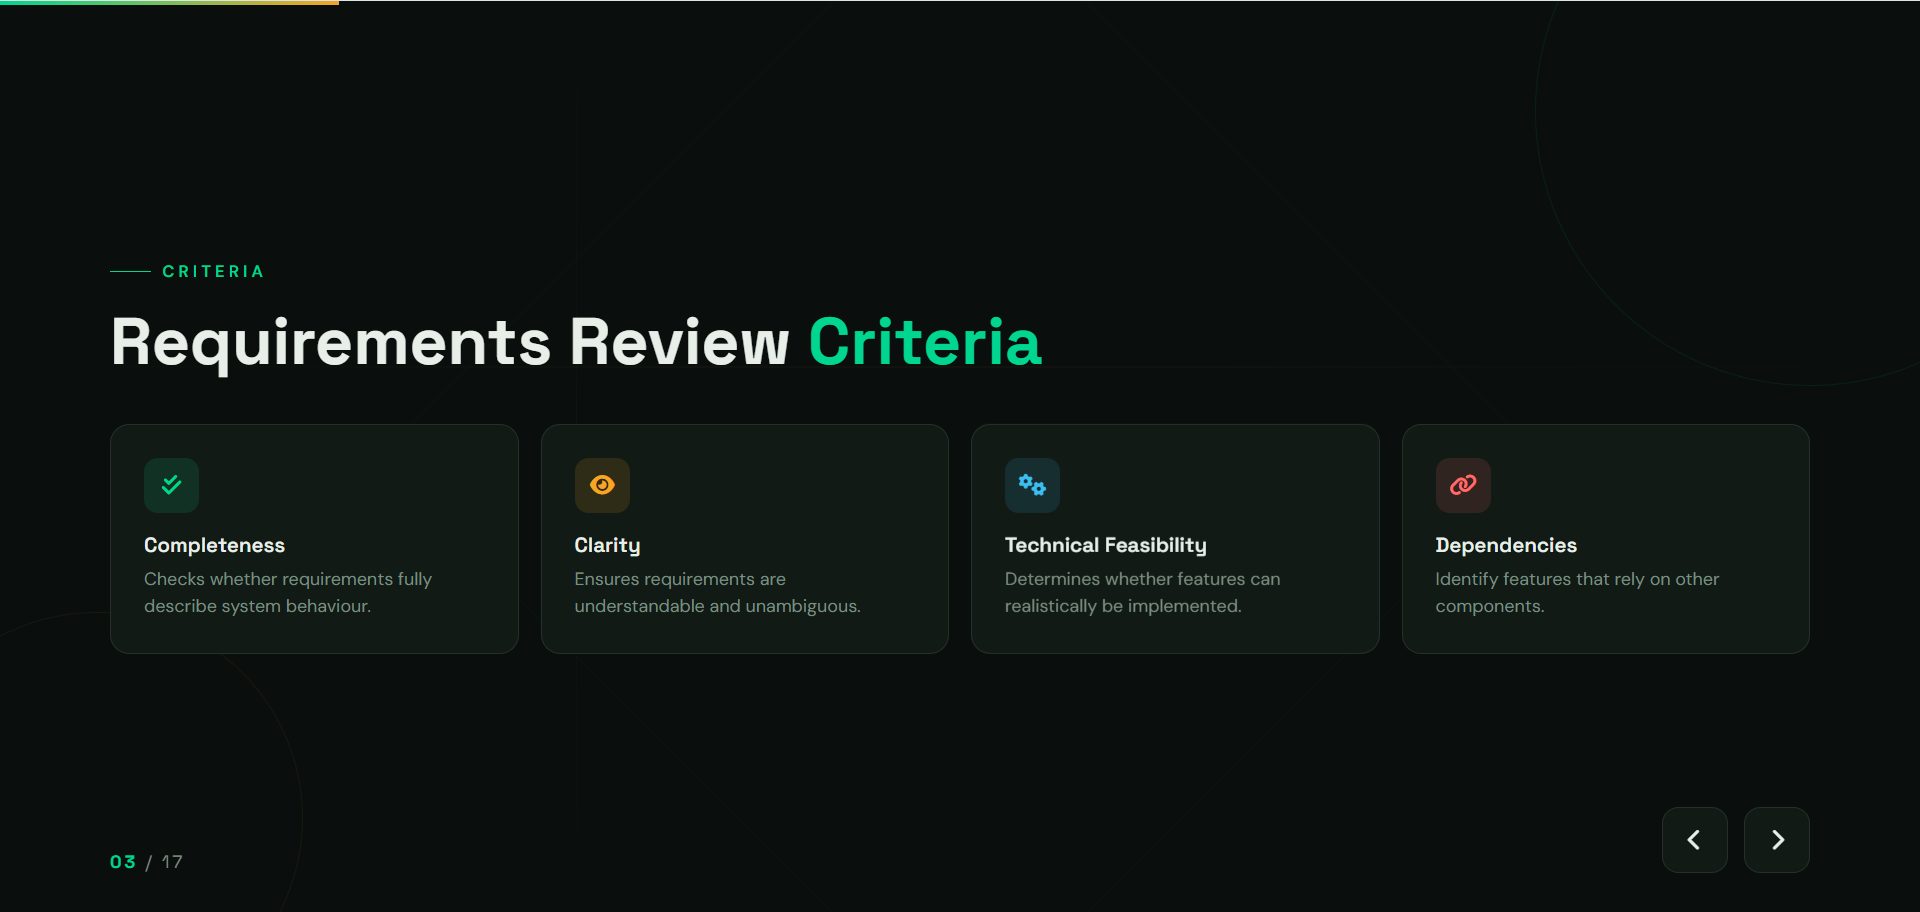 CRITERIA
Requirements Review Criteria
Completeness
Checks whether requirements fully
describe system behaviour.
Clarity
Ensures requirements are
understandable and unambiguous.
Technical Feasibility
Determines whether features can
realistically be implemented.
Dependencies
Identify features that rely on other
components.
03 / 17